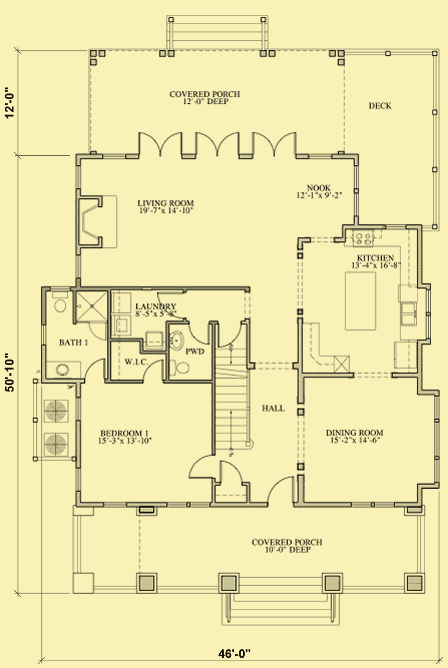 12'-0"
COVERED PORCH
12'-0" DEEP
DECK
LIVING ROOM
19'-7"x 14'-10"
NOOK
12'-1"x 9'-2"
KITCHEN
13'-4"x 16'-8"
LAUNDRY
8'-5"x 5'-8"
BATH 1
W.I.C.
PWD
50'-10"
HALL
BEDROOM 1
15'-3"x 13'-10"
DINING ROOM
15'-2"x 14'-6"
COVERED PORCH
10'-0" DEEP
46'-0"